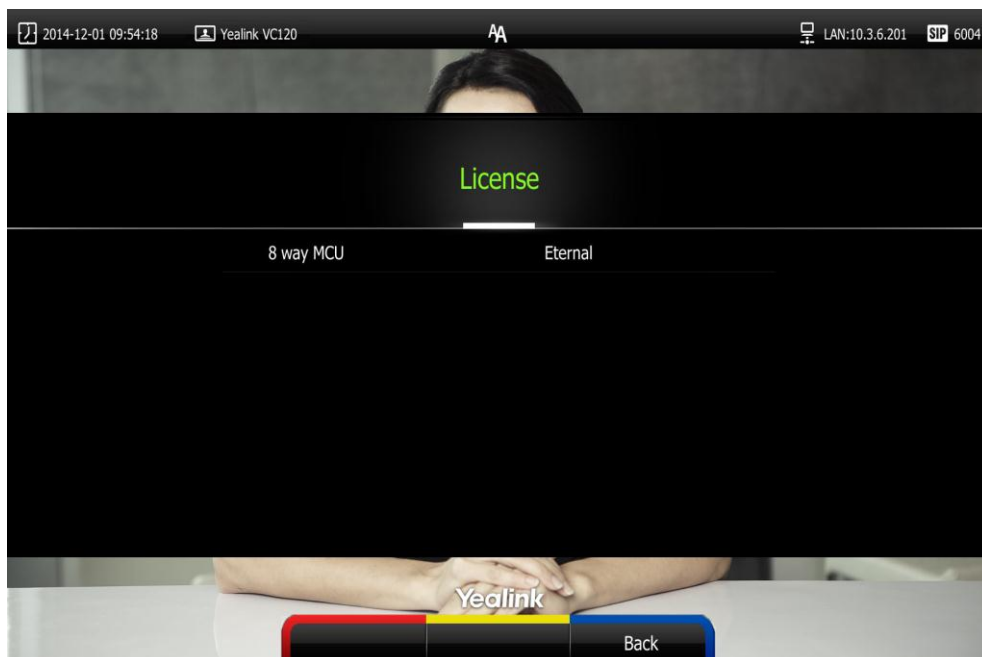 2014-12-01 09:54:18 Yealink VC120 AA LAN:10.3.6.201 SIP 6004
License
8 way MCU Eternal
Yealink
Back